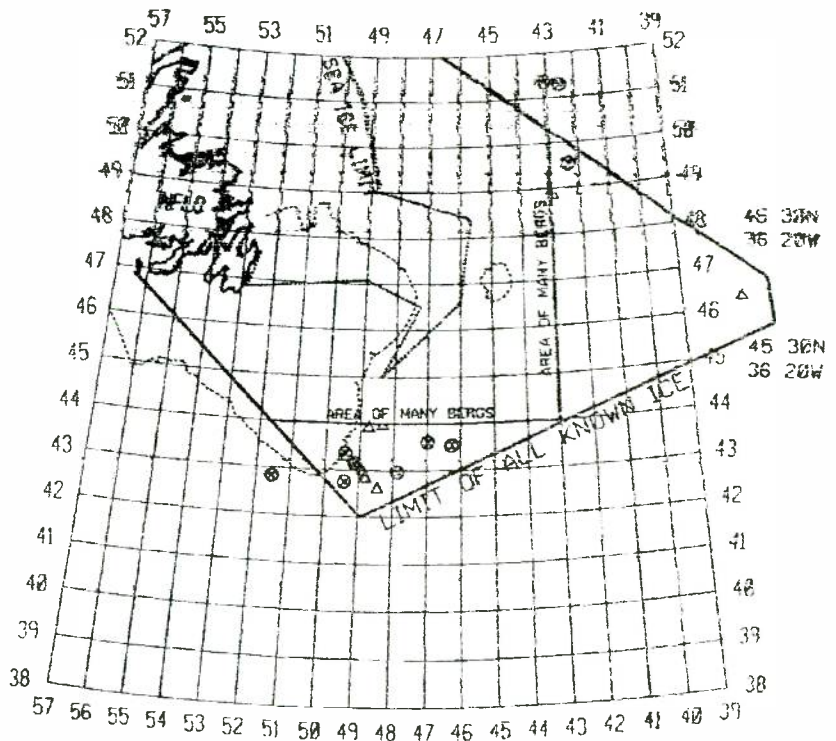 57 55 53 51 49 47 45 43 41 39
52 52
51 51
50 50
49 49
48 48
47 47
46 46
45 45
44 44
43 43
42 42
41 41
40 40
39 39
38 38
57 56 55 54 53 52 51 50 49 48 47 46 45 44 43 42 41 40 39
SEA ICE LIMIT
NFLD
AREA OF MANY BERGS
AREA OF MANY BERGS
LIMIT OF ALL KNOWN ICE
46 30N
36 20W
45 30N
36 20W